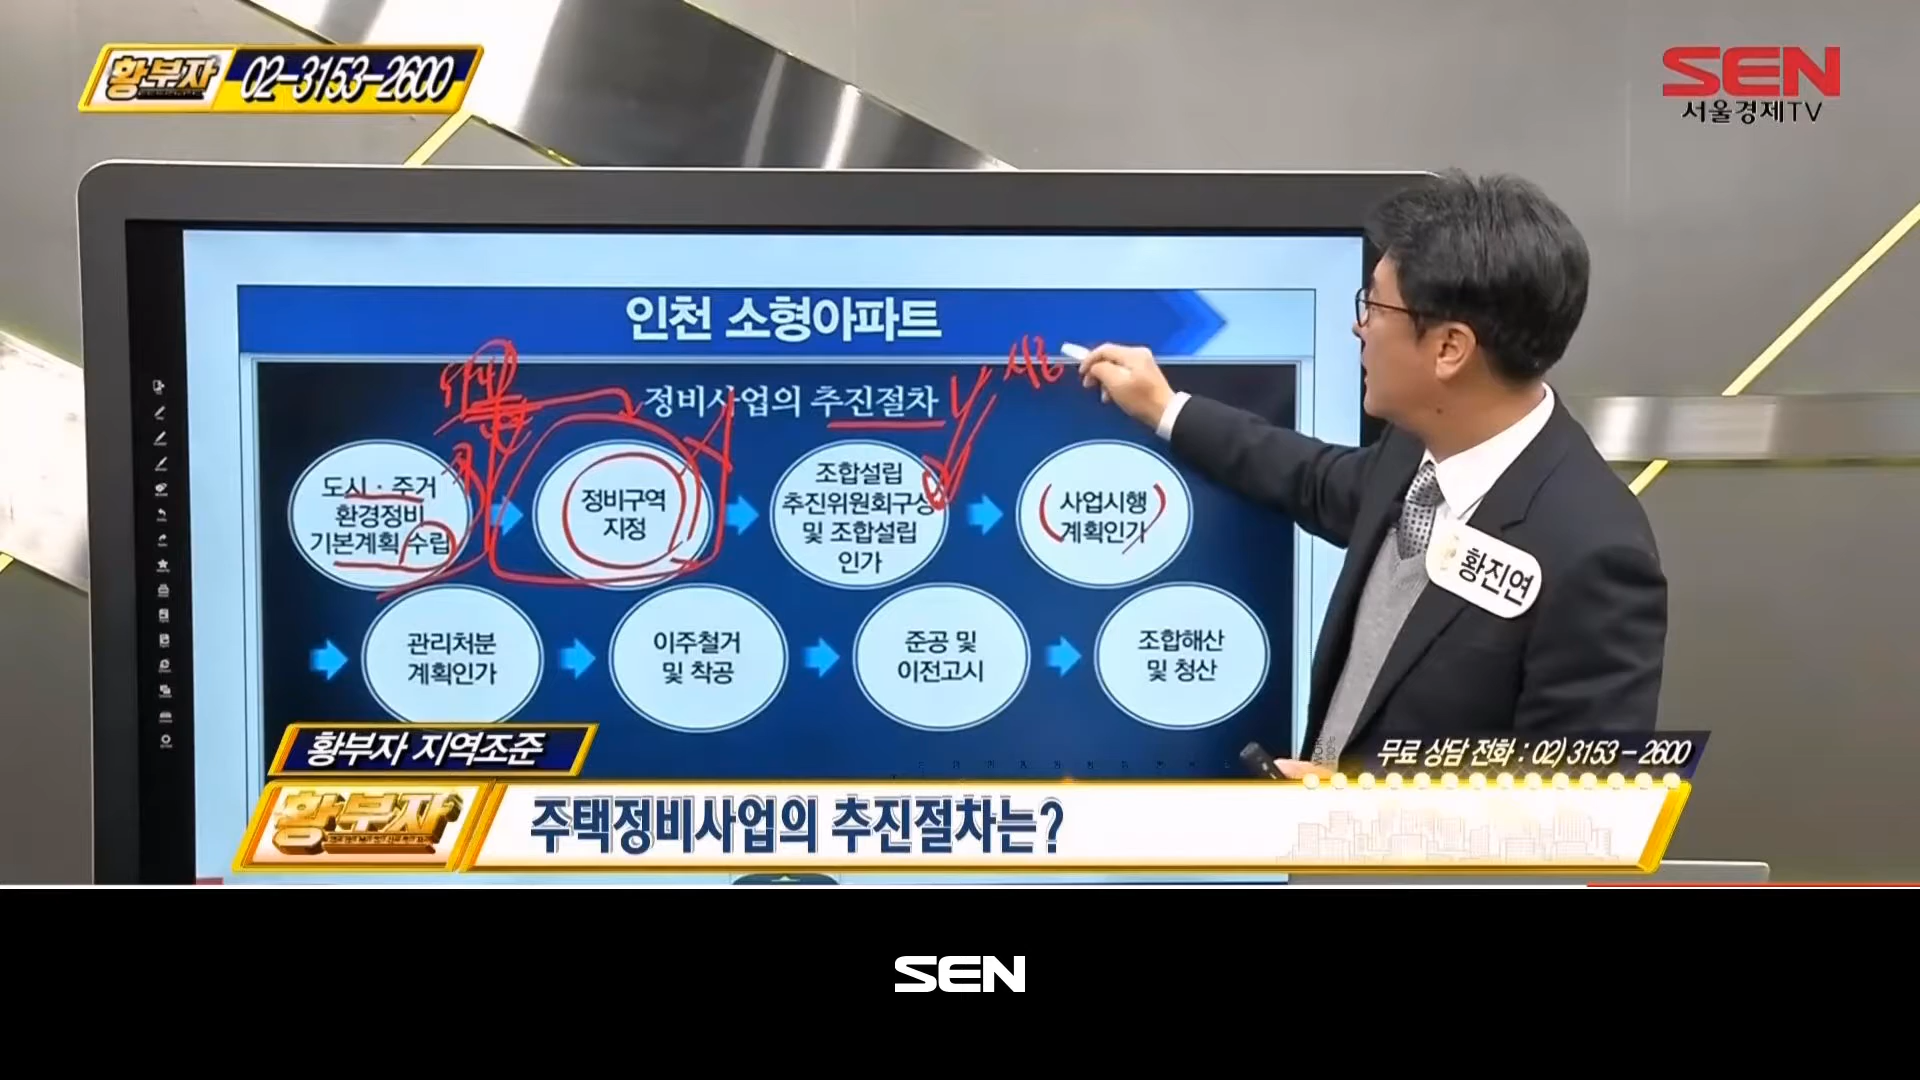 황부자 02-3153-2600
SEN
서울경제TV
인천 소형아파트
정비사업의 추진절차
도시·주거
환경정비
기본계획 수립
정비구역
지정
조합설립
추진위원회구성
및 조합설립
인가
사업시행
계획인가
관리처분
계획인가
이주철거
및 착공
준공 및
이전고시
조합해산
및 청산
황진연
황부자 지역조준
무료 상담 전화 : 02) 3153 - 2600
황부자
주택정비사업의 추진절차는?
SEN